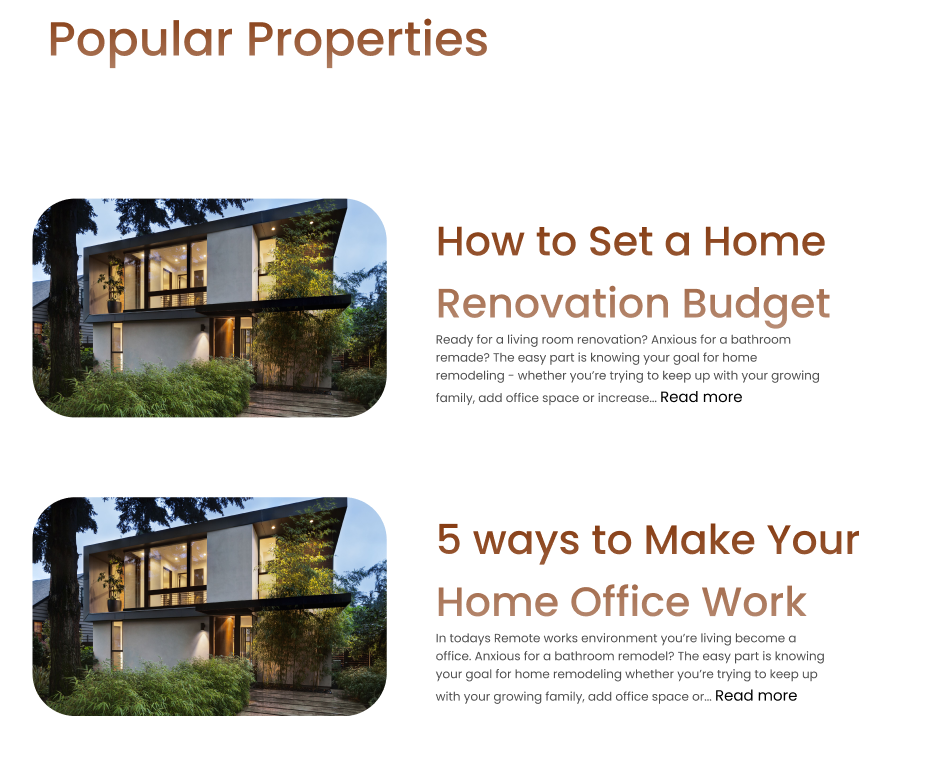 Popular Properties
How to Set a Home
Renovation Budget
Ready for a living room renovation? Anxious for a bathroom
remade? The easy part is knowing your goal for home
remodeling - whether you’re trying to keep up with your growing
family, add office space or increase... Read more
5 ways to Make Your
Home Office Work
In todays Remote works environment you’re living become a
office. Anxious for a bathroom remodel? The easy part is knowing
your goal for home remodeling whether you’re trying to keep up
with your growing family, add office space or... Read more